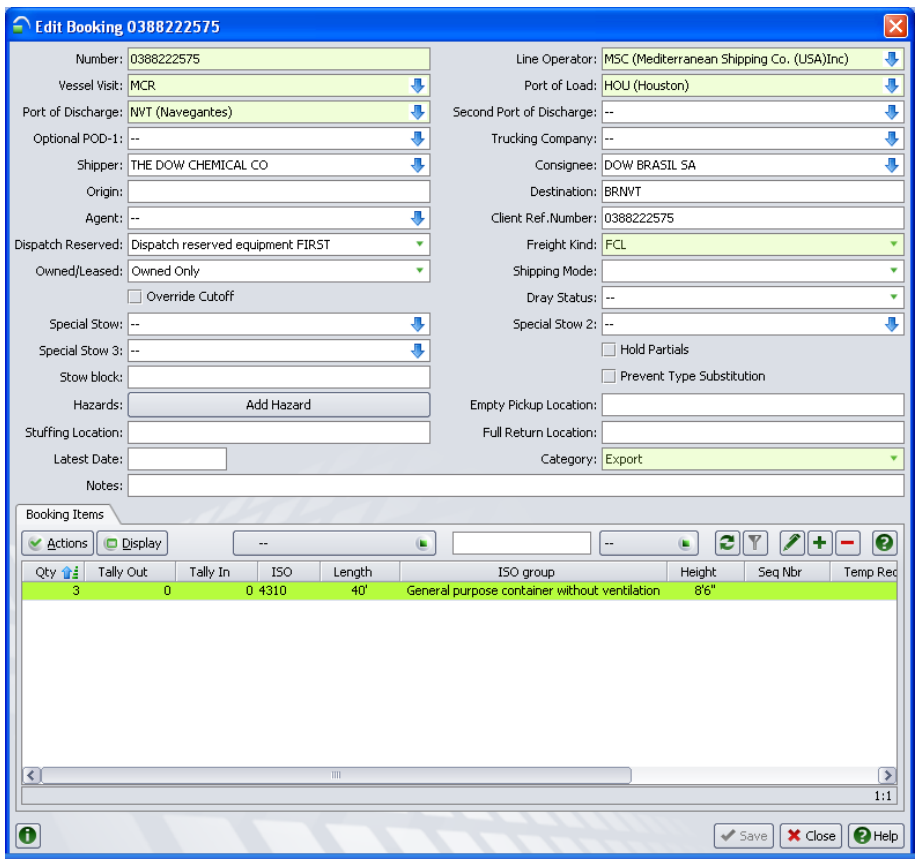 Edit Booking 0388222575
Number: 0388222575 Line Operator: MSC (Mediterranean Shipping Co. (USA)Inc)
Vessel Visit: MCR Port of Load: HOU (Houston)
Port of Discharge: NVT (Navegantes) Second Port of Discharge: --
Optional POD-1: -- Trucking Company: --
Shipper: THE DOW CHEMICAL CO Consignee: DOW BRASIL SA
Origin: Destination: BRNVT
Agent: -- Client Ref.Number: 0388222575
Dispatch Reserved: Dispatch reserved equipment FIRST Freight Kind: FCL
Owned/Leased: Owned Only Shipping Mode:
Override Cutoff Dray Status: --
Special Stow: -- Special Stow 2: --
Special Stow 3: -- Hold Partials
Stow block: Prevent Type Substitution
Hazards: Add Hazard Empty Pickup Location:
Stuffing Location: Full Return Location:
Latest Date: Category: Export
Notes:
Booking Items
Actions Display -- --
Qty Tally Out Tally In ISO Length ISO group Height Seq Nbr Temp Rec
3 0 0 4310 40' General purpose container without ventilation 8'6"
1:1
Save Close Help